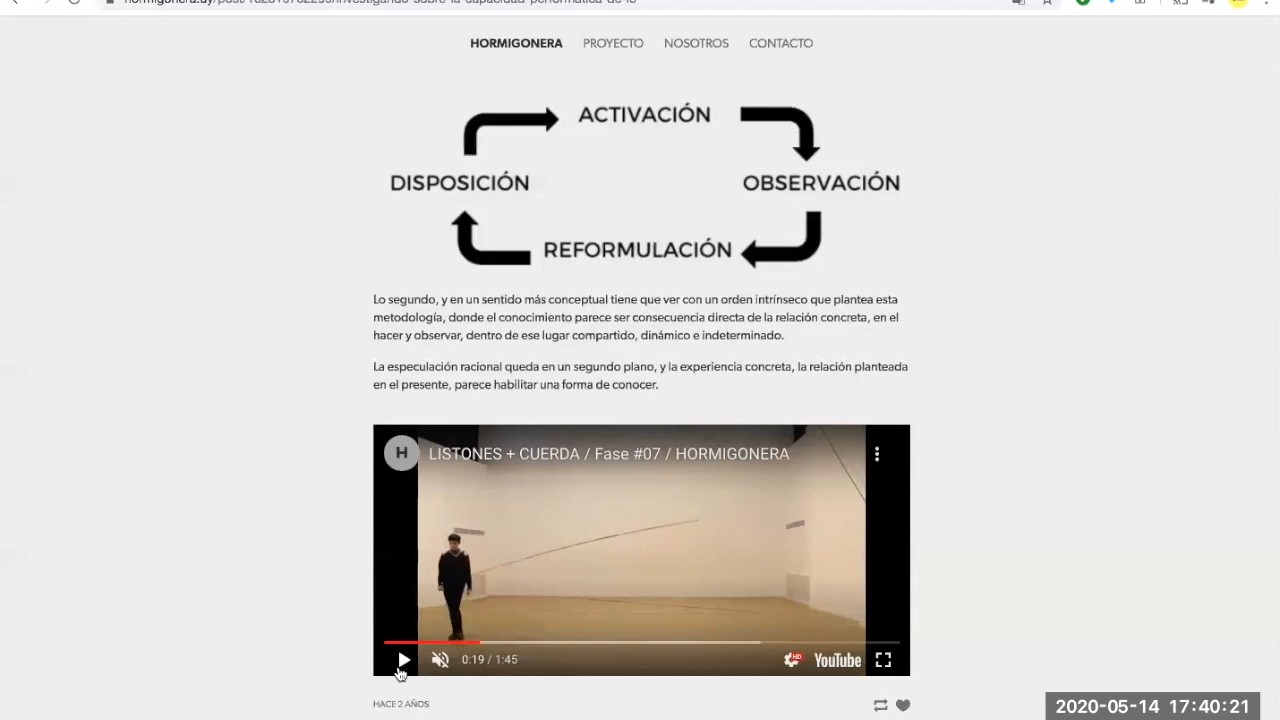 HORMIGONERA PROYECTO NOSOTROS CONTACTO
ACTIVACIÓN
DISPOSICIÓN
OBSERVACIÓN
REFORMULACIÓN
Lo segundo, y en un sentido más conceptual tiene que ver con un orden intrínseco que plantea esta
metodología, donde el conocimiento parece ser consecuencia directa de la relación concreta, en el
hacer y observar, dentro de ese lugar compartido, dinámico e indeterminado.
La especulación racional queda en un segundo plano, y la experiencia concreta, la relación planteada
en el presente, parece habilitar una forma de conocer.
H LISTONES + CUERDA / Fase #07 / HORMIGONERA
0:19 / 1:45 HD YouTube
HACE 2 AÑOS
2020-05-14 17:40:21